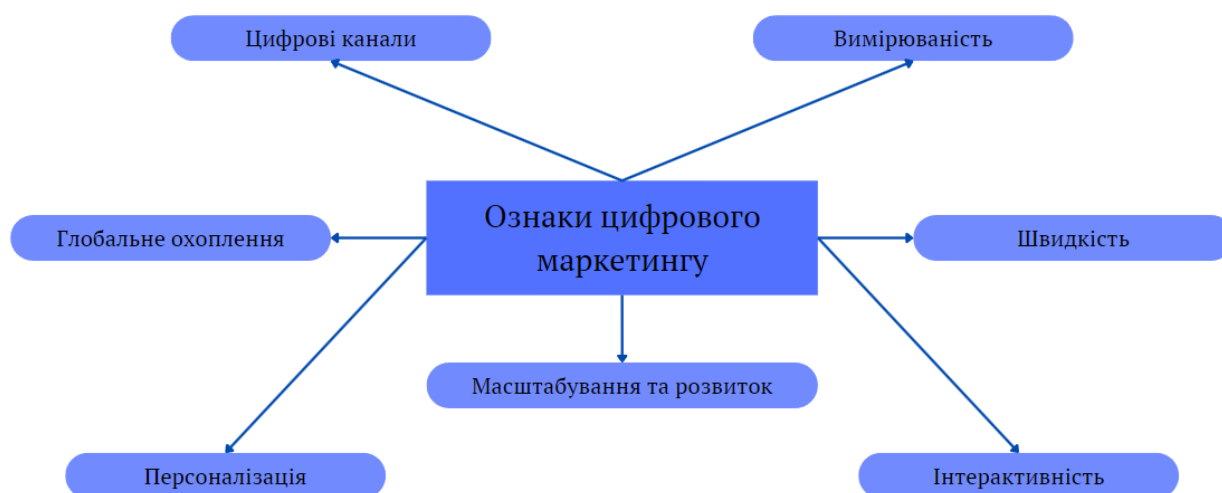 Цифрові канали
Вимірюваність
Ознаки цифрового
маркетингу
Глобальне охоплення
Швидкість
Масштабування та розвиток
Персоналізація
Інтерактивність